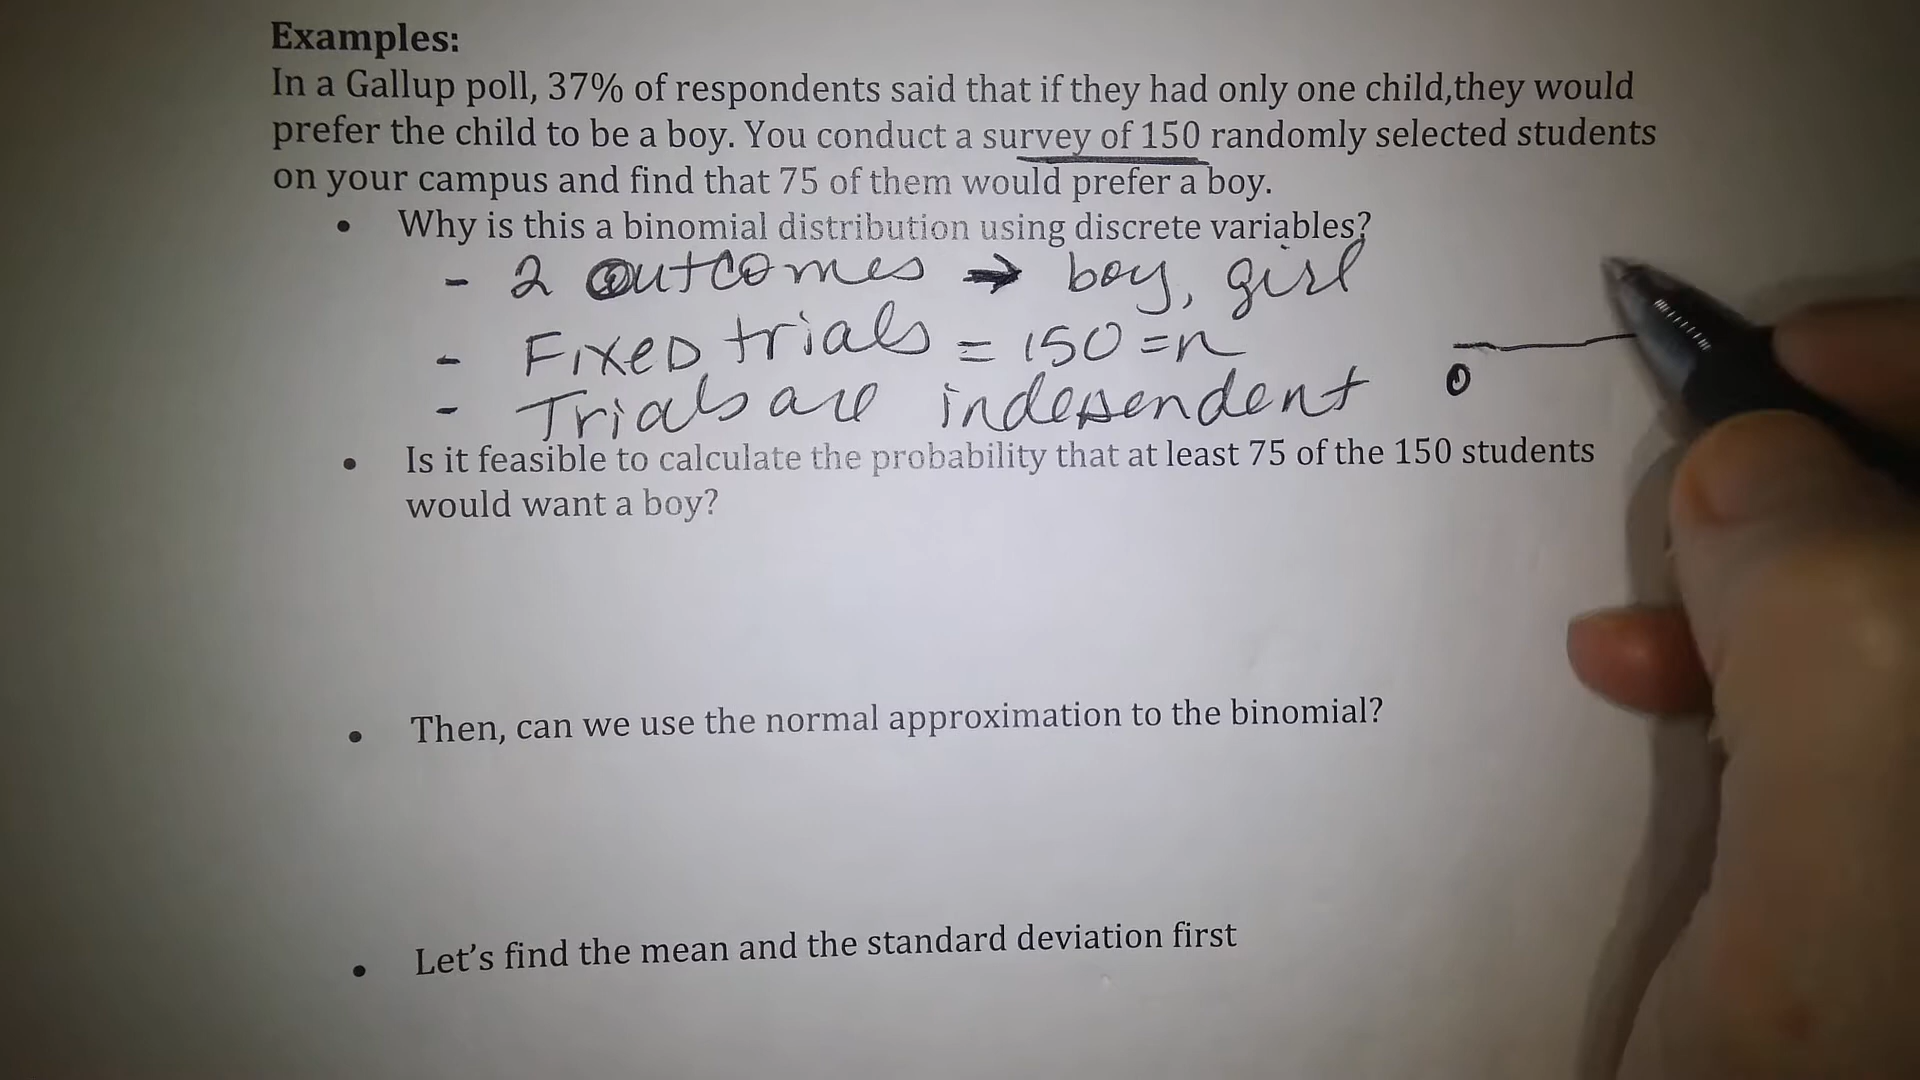 Examples:
In a Gallup poll, 37% of respondents said that if they had only one child,they would
prefer the child to be a boy. You conduct a survey of 150 randomly selected students
on your campus and find that 75 of them would prefer a boy.
• Why is this a binomial distribution using discrete variables?
- 2 outcomes → boy, girl
- FIXED trials = 150 = n
- Trials are independent
0
• Is it feasible to calculate the probability that at least 75 of the 150 students
would want a boy?
• Then, can we use the normal approximation to the binomial?
• Let's find the mean and the standard deviation first